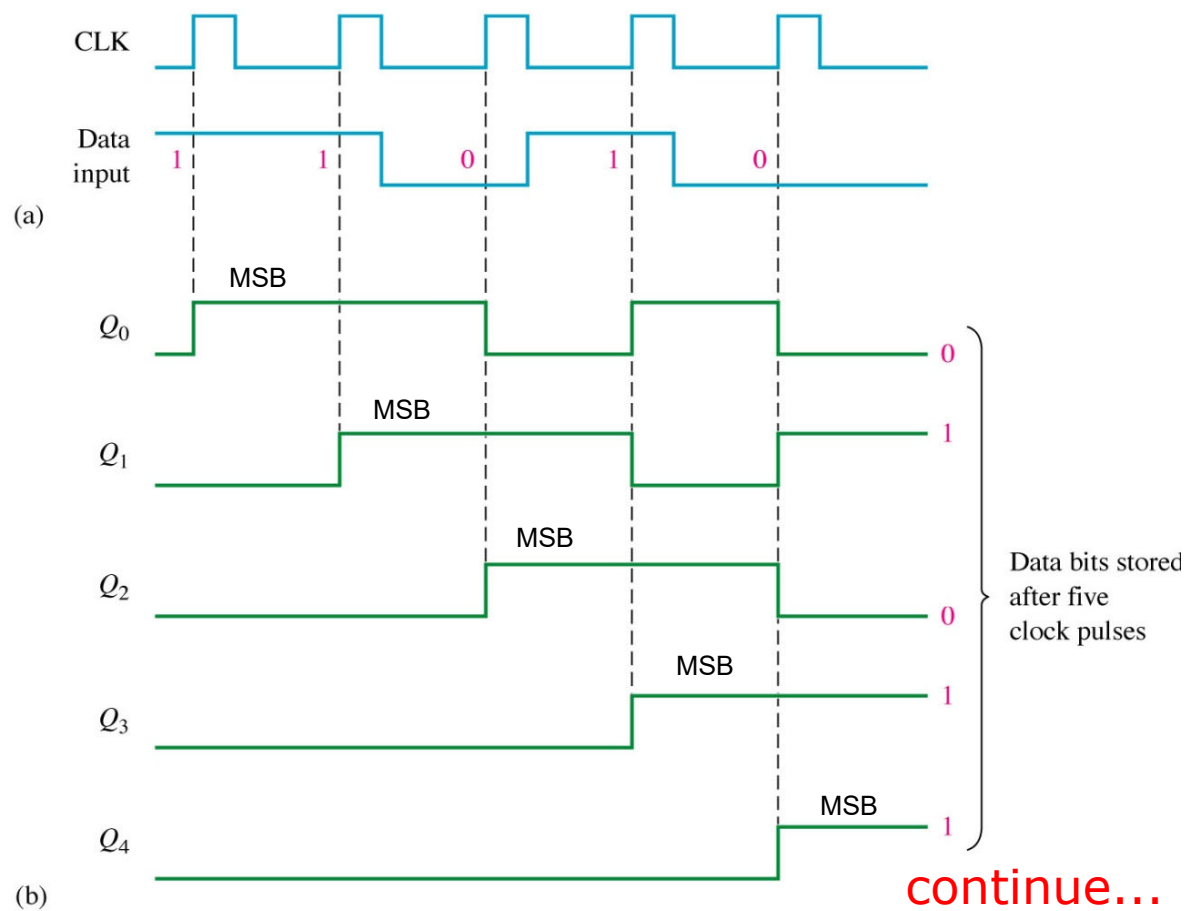 CLK
Data
input
1 1 0 1 0
(a)
MSB
Q0
0
MSB
Q1
1
MSB
Q2
0
Data bits stored
after five
clock pulses
MSB
Q3
1
MSB
Q4
1
(b)
continue...